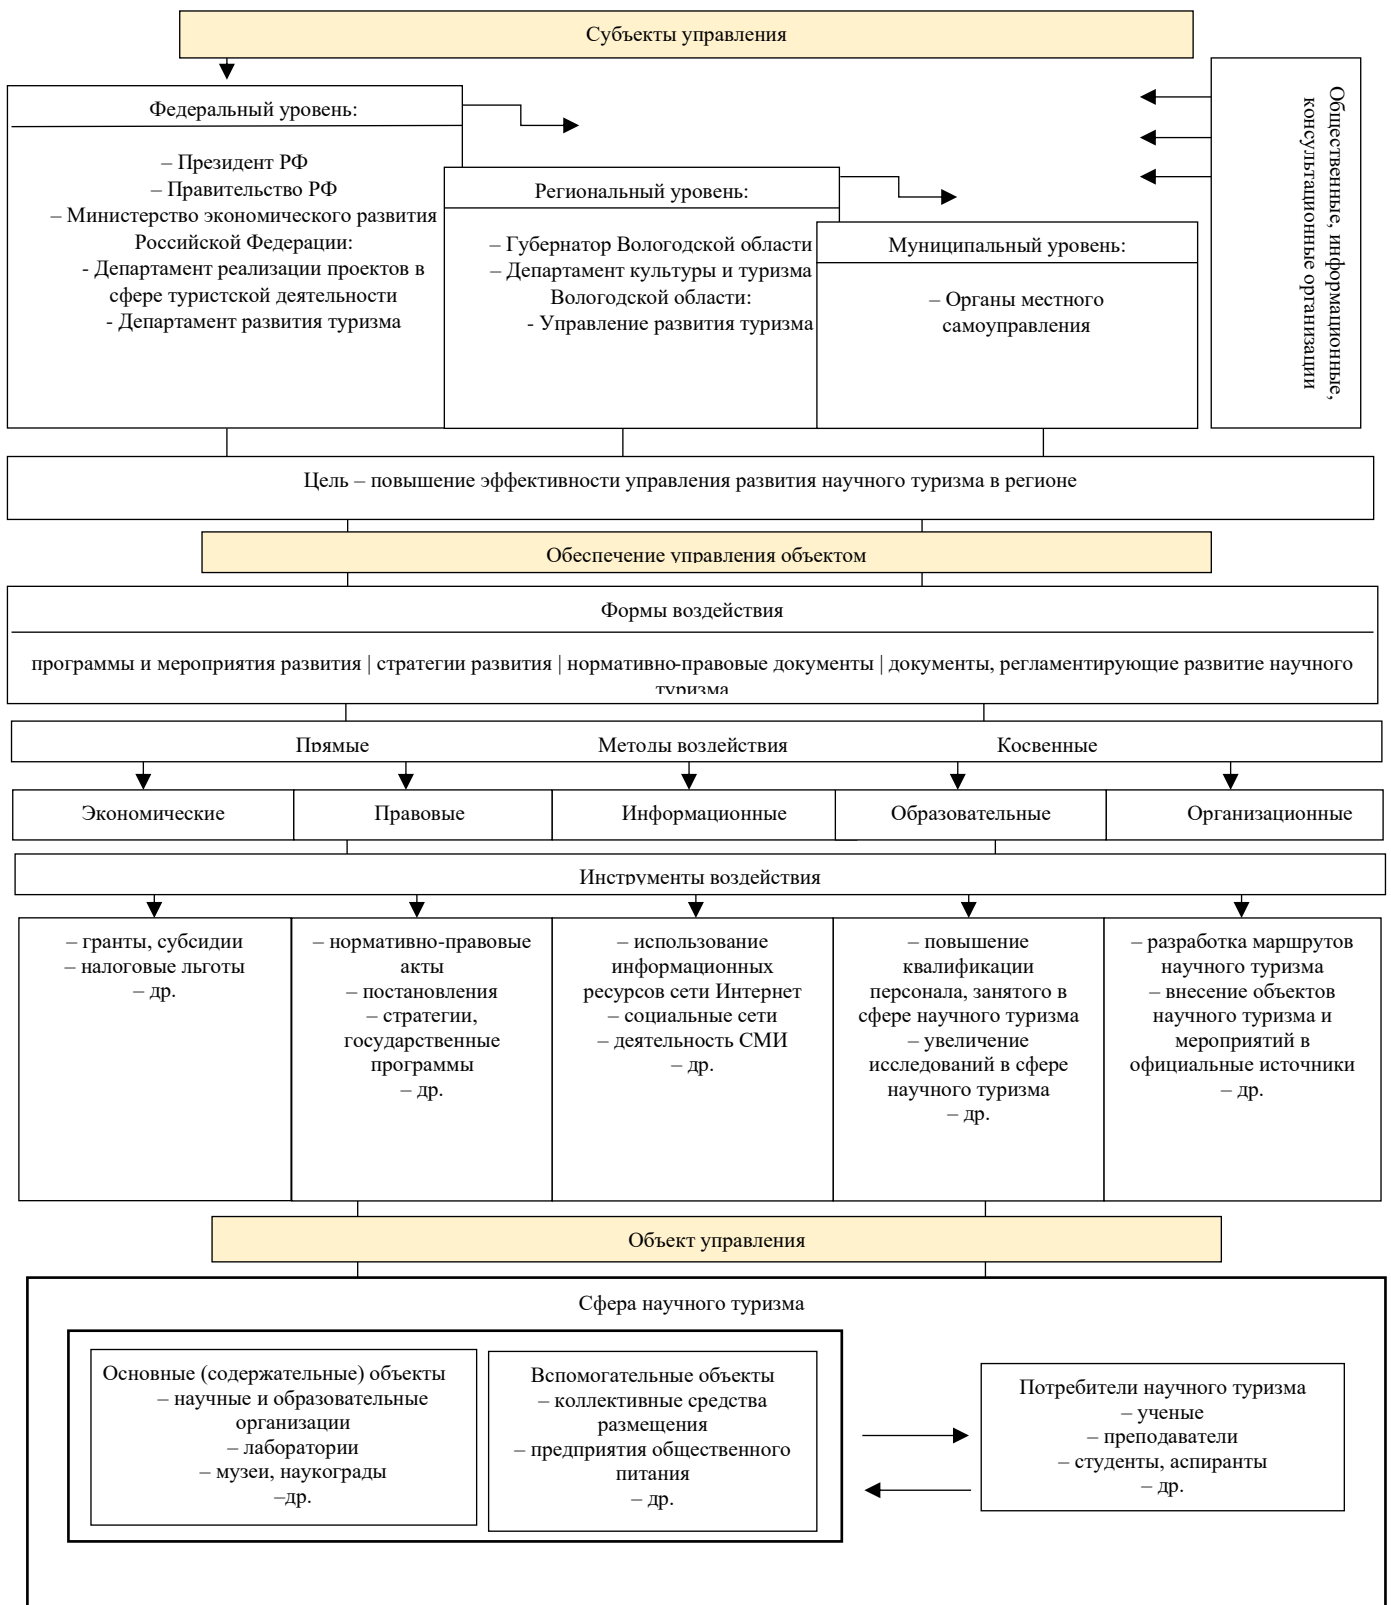 Субъекты управления
Федеральный уровень:
– Президент РФ
– Правительство РФ
– Министерство экономического развития
Российской Федерации:
- Департамент реализации проектов в
сфере туристской деятельности
- Департамент развития туризма
Региональный уровень:
– Губернатор Вологодской области
– Департамент культуры и туризма
Вологодской области:
- Управление развития туризма
Муниципальный уровень:
– Органы местного
самоуправления
Общественные, информационные,
консультационные организации
Цель – повышение эффективности управления развития научного туризма в регионе
Обеспечение управления объектом
Формы воздействия
программы и мероприятия развития | стратегии развития | нормативно-правовые документы | документы, регламентирующие развитие научного
туризма
Прямые Методы воздействия Косвенные
Экономические
Правовые
Информационные
Образовательные
Организационные
Инструменты воздействия
– гранты, субсидии
– налоговые льготы
– др.
– нормативно-правовые
акты
– постановления
– стратегии,
государственные
программы
– др.
– использование
информационных
ресурсов сети Интернет
– социальные сети
– деятельность СМИ
– др.
– повышение
квалификации
персонала, занятого в
сфере научного туризма
– увеличение
исследований в сфере
научного туризма
– др.
– разработка маршрутов
научного туризма
– внесение объектов
научного туризма и
мероприятий в
официальные источники
– др.
Объект управления
Сфера научного туризма
Основные (содержательные) объекты
– научные и образовательные
организации
– лаборатории
– музеи, наукограды
–др.
Вспомогательные объекты
– коллективные средства
размещения
– предприятия общественного
питания
– др.
Потребители научного туризма
– ученые
– преподаватели
– студенты, аспиранты
– др.